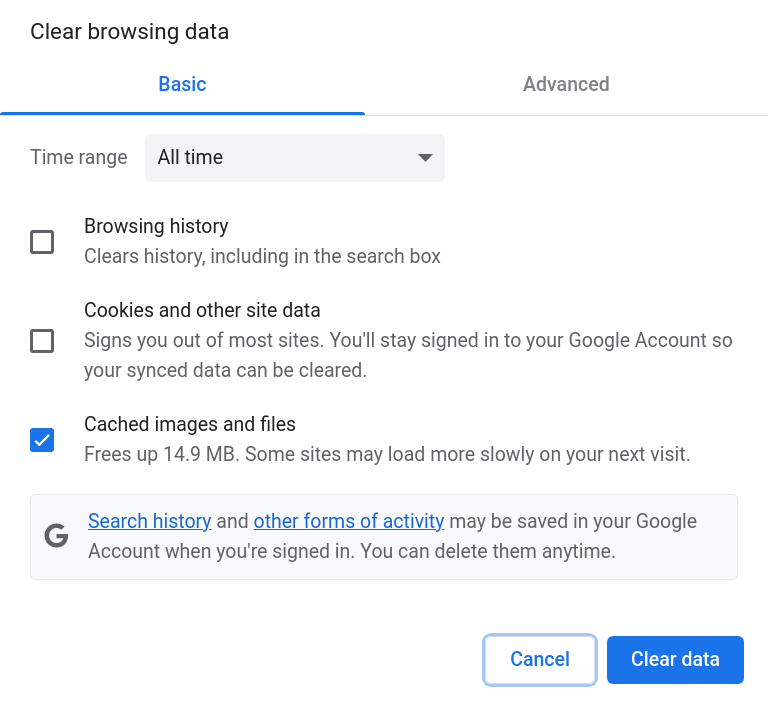 Clear browsing data
Basic
Advanced
Time range
All time
Browsing history
Clears history, including in the search box
Cookies and other site data
Signs you out of most sites. You'll stay signed in to your Google Account so
your synced data can be cleared.
Cached images and files
Frees up 14.9 MB. Some sites may load more slowly on your next visit.
G
Search history and other forms of activity may be saved in your Google
Account when you're signed in. You can delete them anytime.
Cancel
Clear data